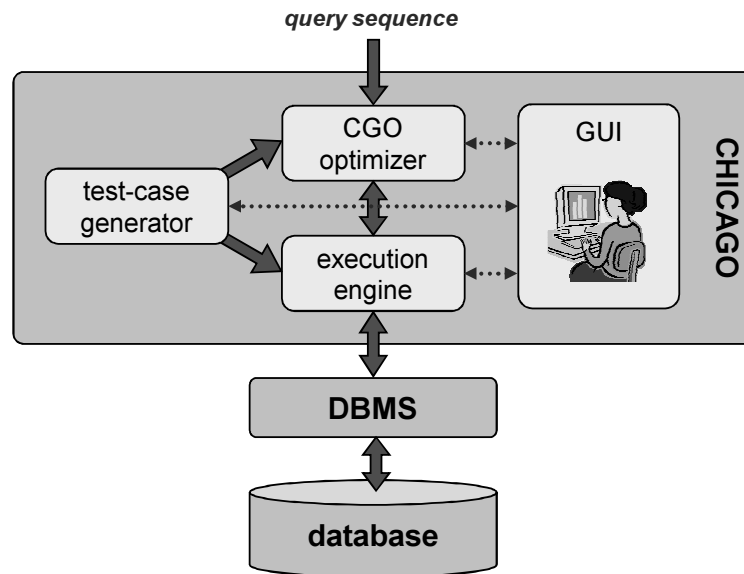 query sequence
CGO
optimizer
GUI
CHICAGO
test-case
generator
execution
engine
DBMS
database